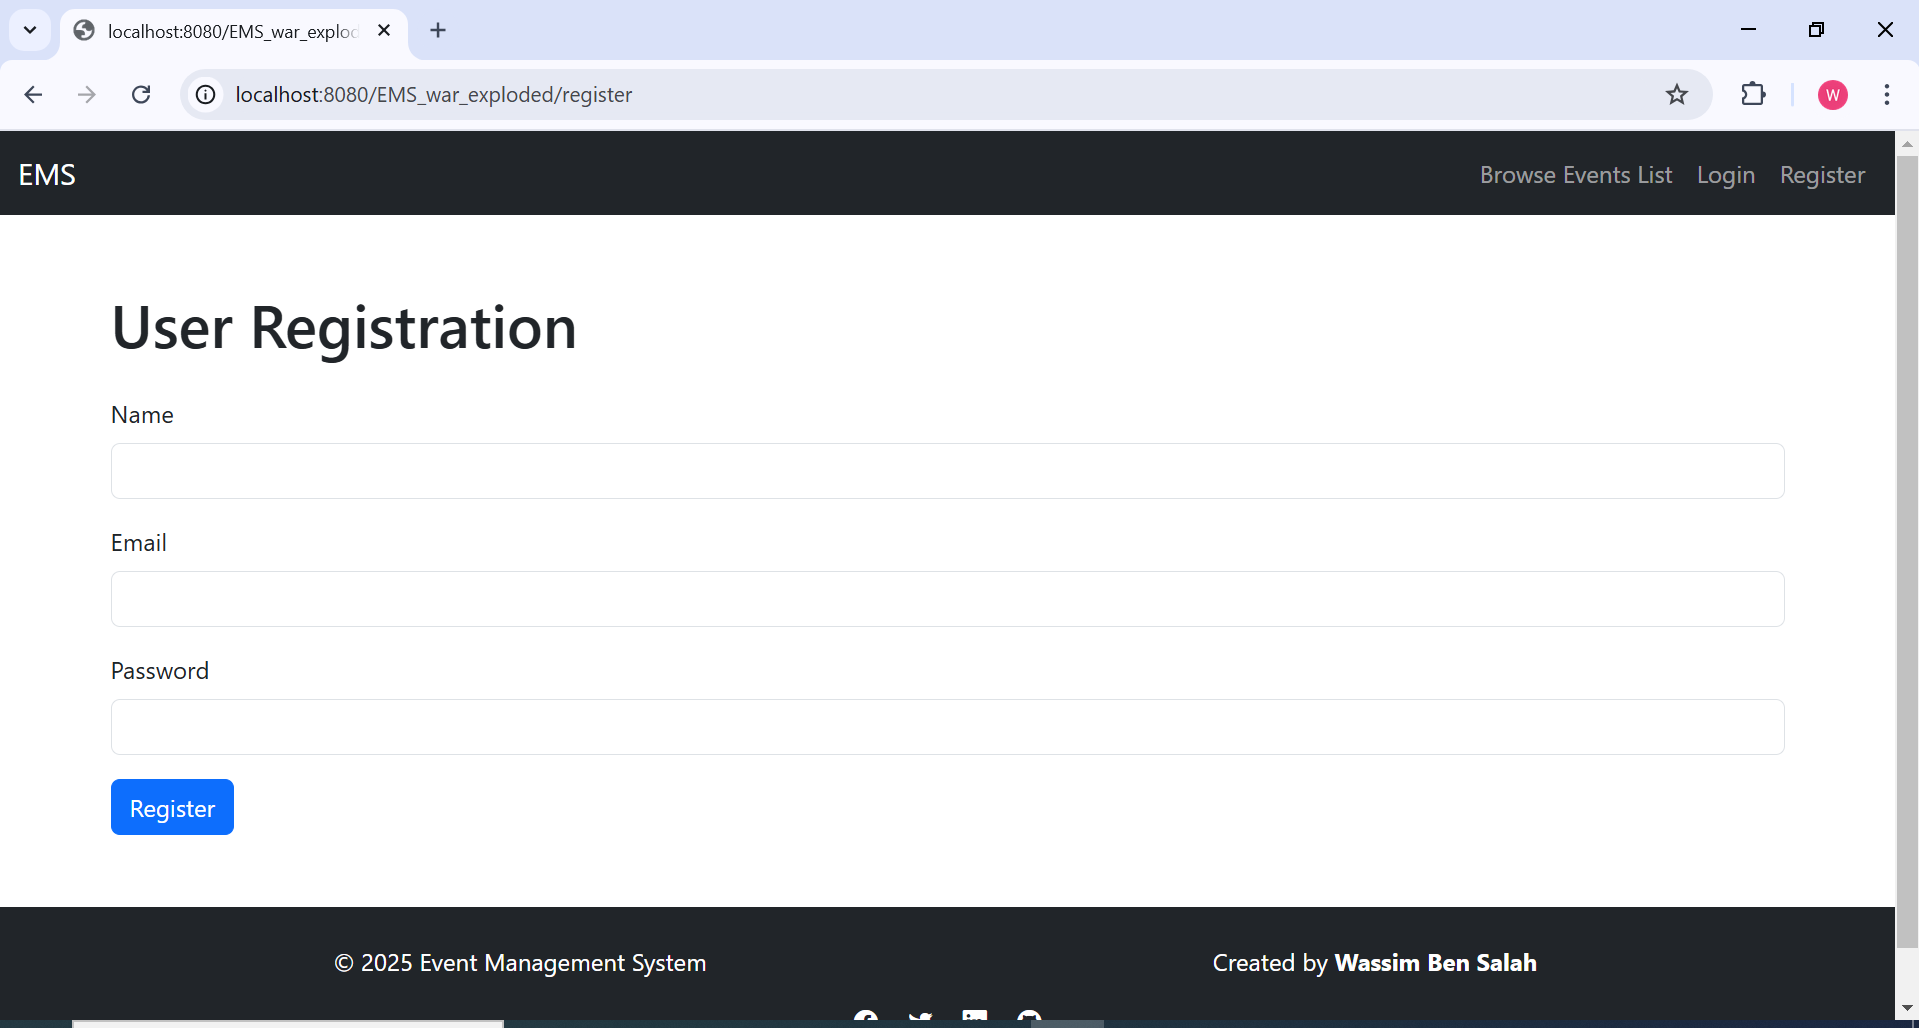 localhost:8080/EMS_war_explod
localhost:8080/EMS_war_exploded/register
W
EMS
Browse Events List
Login
Register
User Registration
Name
Email
Password
Register
© 2025 Event Management System
Created by Wassim Ben Salah